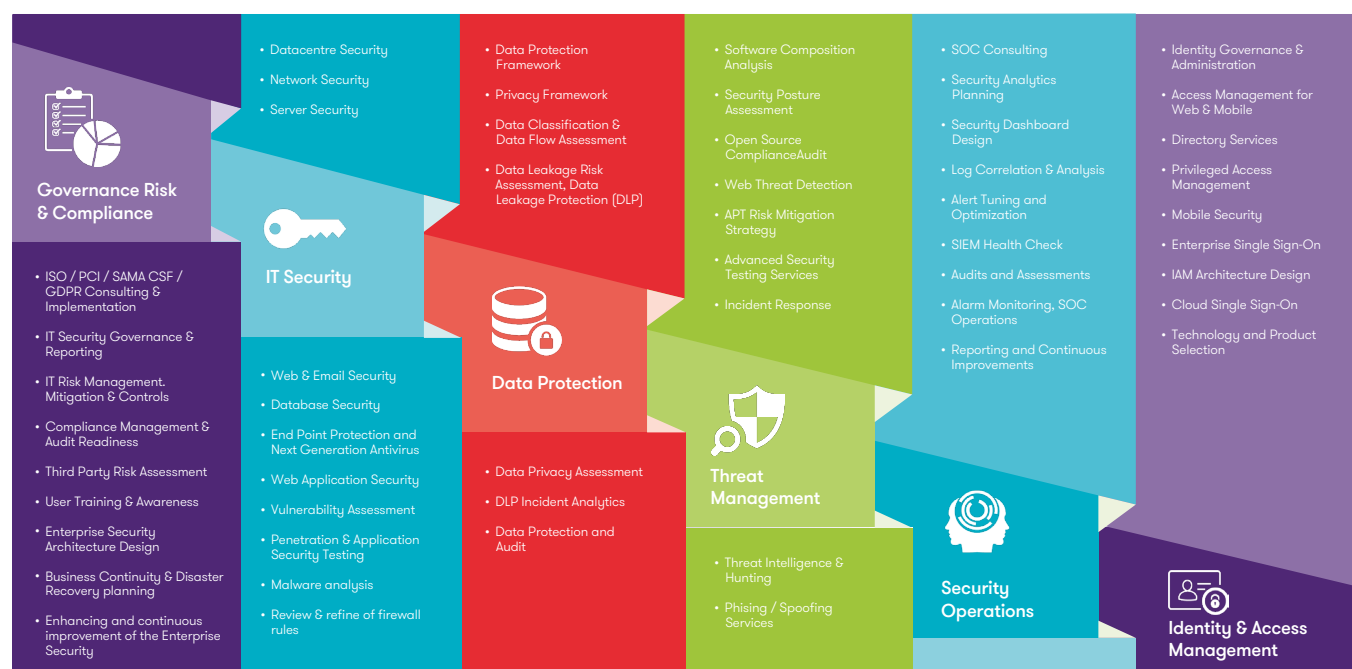 Governance Risk
& Compliance
• ISO / PCI / SAMA CSF /
GDPR Consulting &
Implementation
• IT Security Governance &
Reporting
• IT Risk Management.
Mitigation & Controls
• Compliance Management &
Audit Readiness
• Third Party Risk Assessment
• User Training & Awareness
• Enterprise Security
Architecture Design
• Business Continuity & Disaster
Recovery planning
• Enhancing and continuous
improvement of the Enterprise
Security
• Datacentre Security
• Network Security
• Server Security
IT Security
• Web & Email Security
• Database Security
• End Point Protection and
Next Generation Antivirus
• Web Application Security
• Vulnerability Assessment
• Penetration & Application
Security Testing
• Malware analysis
• Review & refine of firewall
rules
• Data Protection
Framework
• Privacy Framework
• Data Classification &
Data Flow Assessment
• Data Leakage Risk
Assessment, Data
Leakage Protection (DLP)
Data Protection
• Data Privacy Assessment
• DLP Incident Analytics
• Data Protection and
Audit
• Software Composition
Analysis
• Security Posture
Assessment
• Open Source
ComplianceAudit
• Web Threat Detection
• APT Risk Mitigation
Strategy
• Advanced Security
Testing Services
• Incident Response
Threat
Management
• Threat Intelligence &
Hunting
• Phising / Spoofing
Services
• SOC Consulting
• Security Analytics
Planning
• Security Dashboard
Design
• Log Correlation & Analysis
• Alert Tuning and
Optimization
• SIEM Health Check
• Audits and Assessments
• Alarm Monitoring, SOC
Operations
• Reporting and Continuous
Improvements
Security
Operations
• Identity Governance &
Administration
• Access Management for
Web & Mobile
• Directory Services
• Privileged Access
Management
• Mobile Security
• Enterprise Single Sign-On
• IAM Architecture Design
• Cloud Single Sign-On
• Technology and Product
Selection
Identity & Access
Management